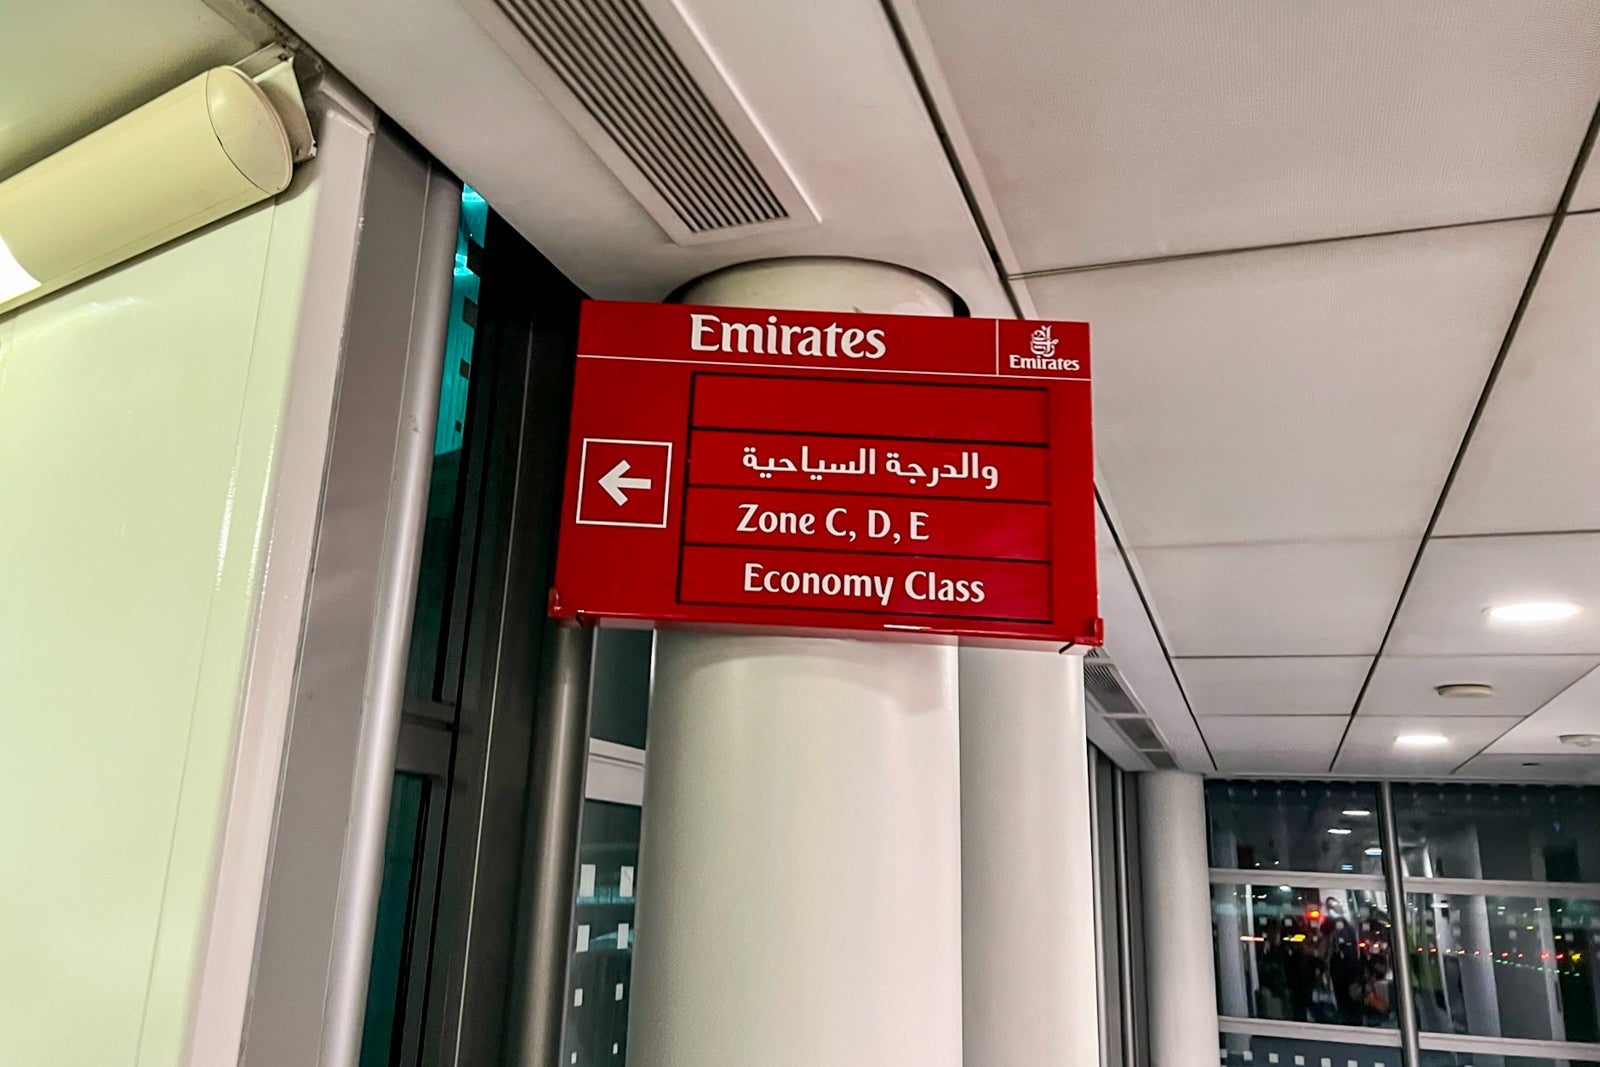 Emirates
Emirates
والدرجة السياحية
Zone C, D, E
Economy Class